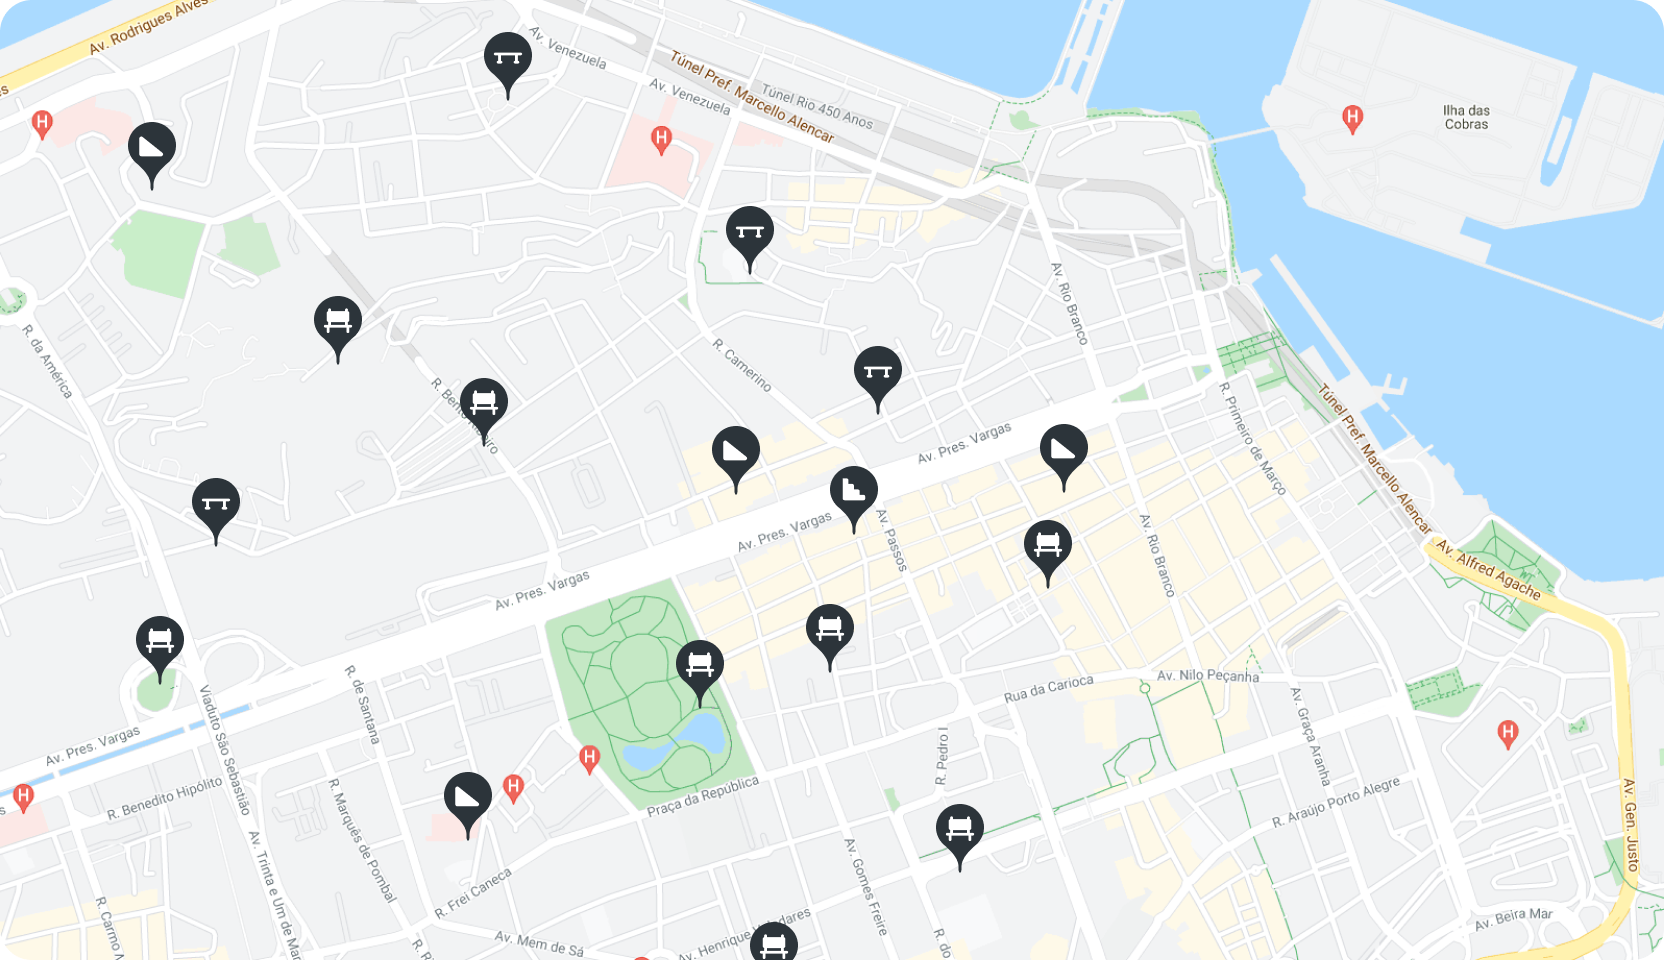 Av. Rodrigues Alves
Av. Venezuela
Av. Venezuela
Túnel Pref. Marcello Alencar
Túnel Rio 450 Anos
H
H
H
Ilha das
Cobras
R. da América
Av. Rio Branco
R. Camerino
Av. Pres. Vargas
R. Primeiro de Março
Túnel Pref. Marcello Alencar
Av. Pres. Vargas
Av. Passos
Av. Rio Branco
Av. Alfred Agache
Av. Pres. Vargas
R. de Santana
Viaduto São Sebastião
Rua da Carioca
Av. Nilo Peçanha
Av. Graça Aranha
Av. Pres. Vargas
R. Pedro I
H
H
H
H
R. Benedito Hipólito
R. Marquês de Pombal
Praça da República
R. Araújo Porto Alegre
Av. Gen. Justo
Av. Trinta e Um de Mar
Av. Gomes Freire
R. Frei Caneca
R. Carmo
Av. Mem de Sá
Av. Henrique
Av. Beira Mar
R. do